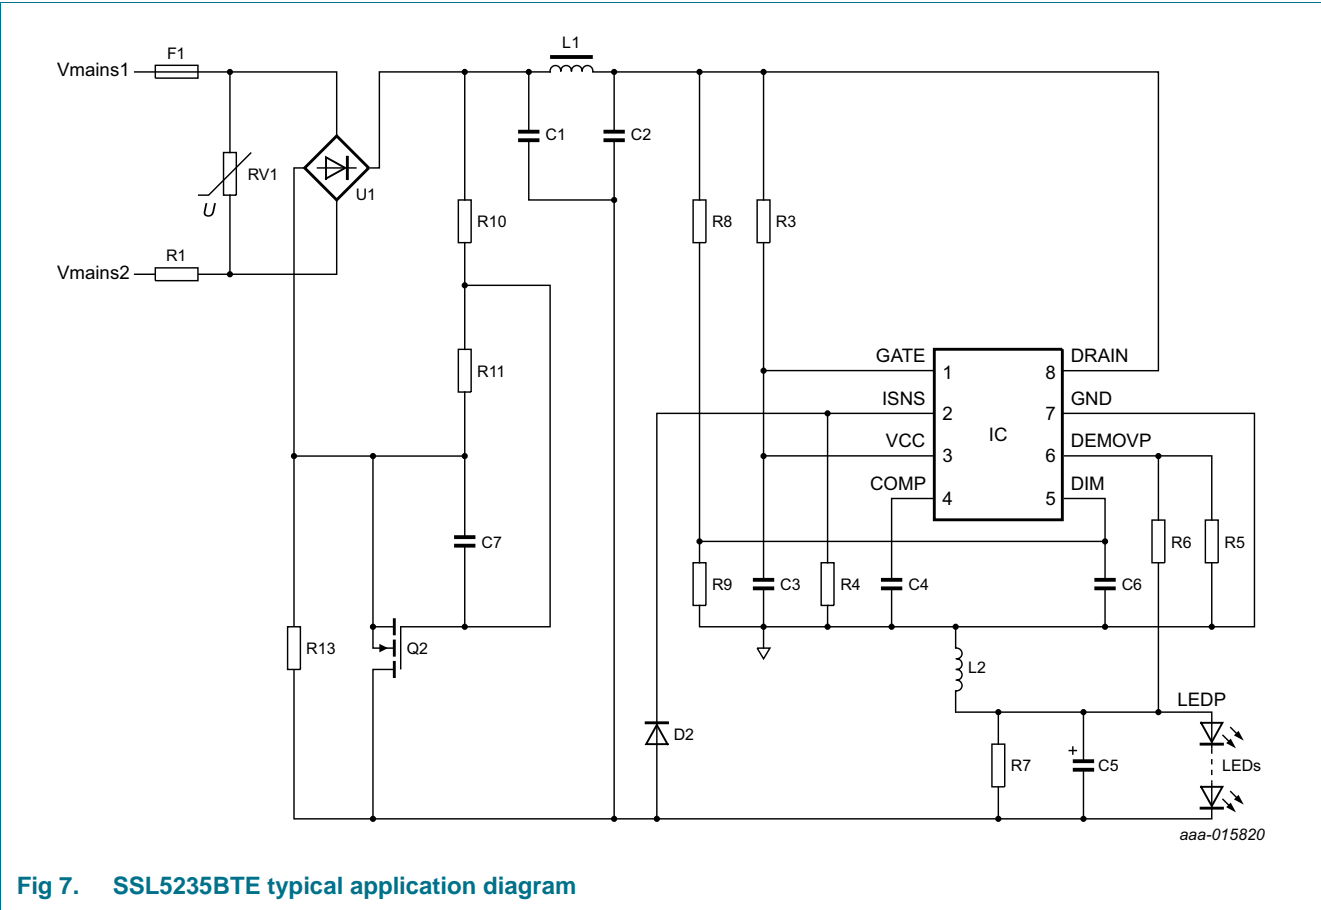 L1
F1
Vmains1
C1
C2
RV1
U
U1
R10
R8
R3
R1
Vmains2
GATE
DRAIN
1
8
R11
ISNS
GND
2
7
IC
VCC
DEMOVP
3
6
COMP
DIM
4
5
C7
R6
R5
R9
C3
R4
C4
C6
R13
Q2
L2
LEDP
D2
R7
+
C5
LEDs
aaa-015820
Fig 7. SSL5235BTE typical application diagram